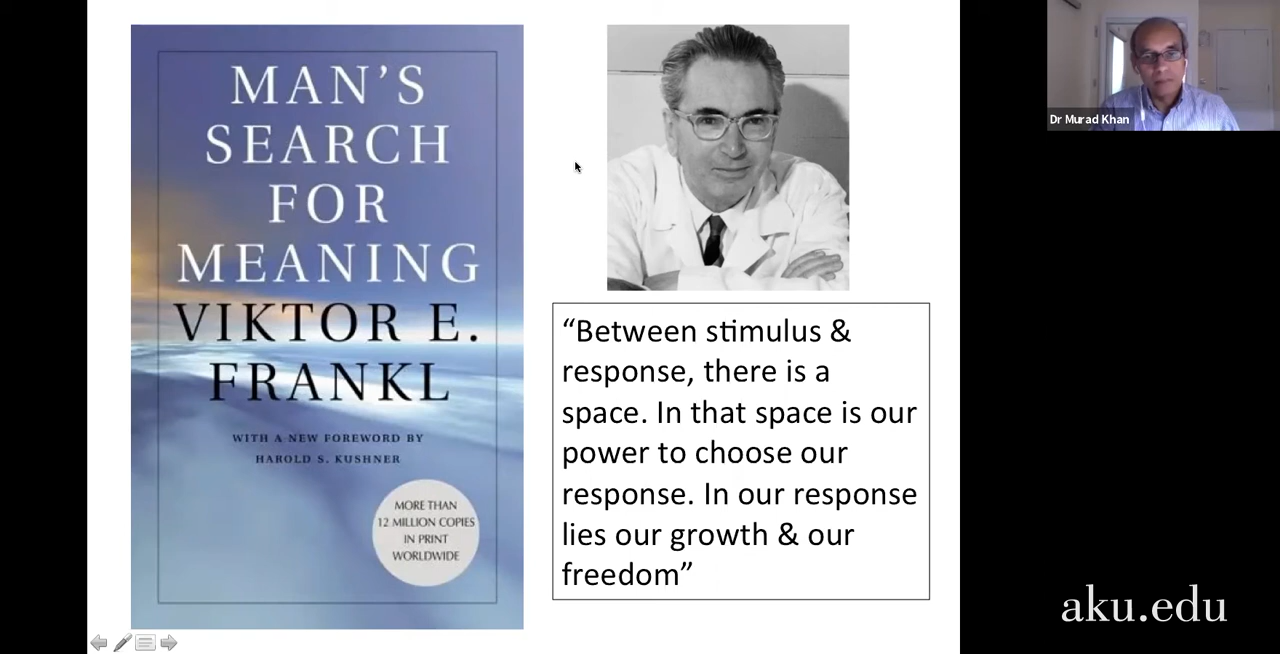 MAN'S
SEARCH
FOR
MEANING
VIKTOR E.
FRANKL
WITH A NEW FOREWORD BY
HAROLD S. KUSHNER
MORE THAN
12 MILLION COPIES
IN PRINT
WORLDWIDE
“Between stimulus &
response, there is a
space. In that space is our
power to choose our
response. In our response
lies our growth & our
freedom”
Dr Murad Khan
aku.edu